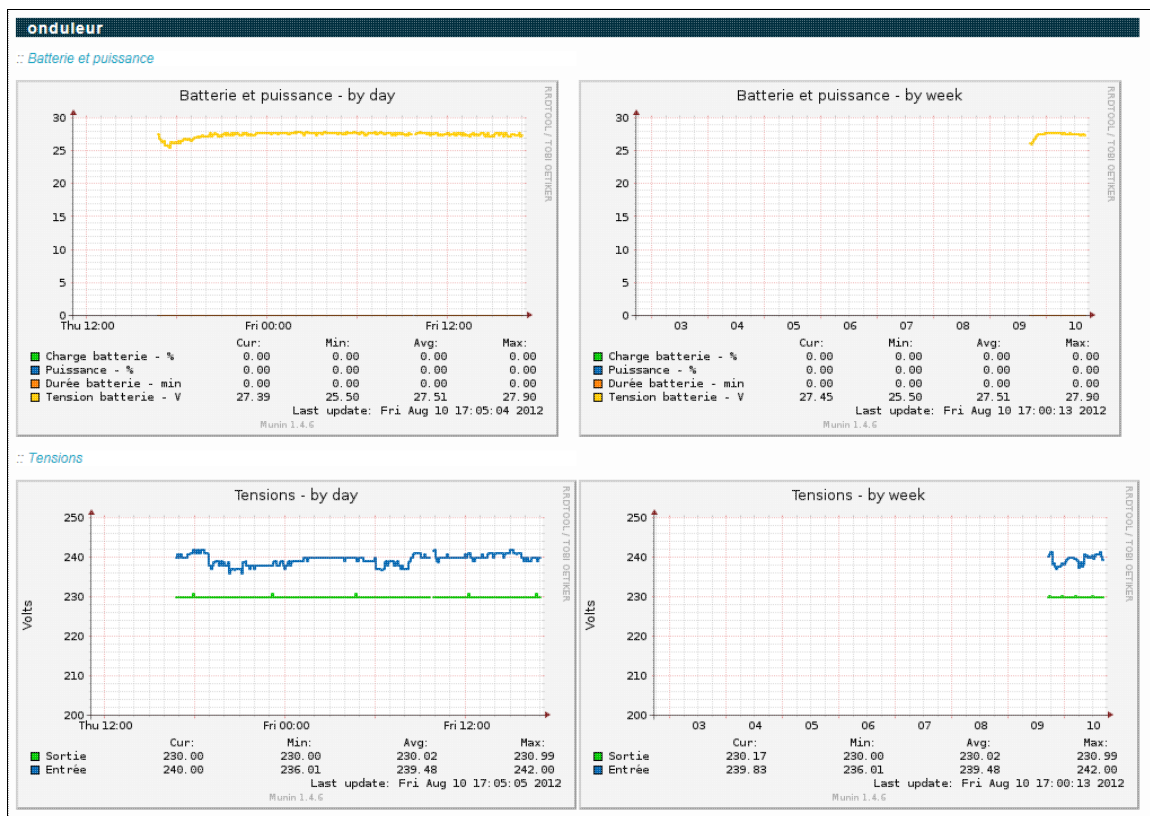 onduleur
:: Batterie et puissance
Batterie et puissance - by day
RRDTOOL / TOBI OETIKER
30
25
20
15
10
5
0
Thu 12:00 Fri 00:00 Fri 12:00
Cur: Min: Avg: Max:
Charge batterie - % 0.00 0.00 0.00 0.00
Puissance - % 0.00 0.00 0.00 0.00
Durée batterie - min 0.00 0.00 0.00 0.00
Tension batterie - V 27.39 25.50 27.51 27.90
Last update: Fri Aug 10 17:05:04 2012
Munin 1.4.6
Batterie et puissance - by week
RRDTOOL / TOBI OETIKER
30
25
20
15
10
5
0
03 04 05 06 07 08 09 10
Cur: Min: Avg: Max:
Charge batterie - % 0.00 0.00 0.00 0.00
Puissance - % 0.00 0.00 0.00 0.00
Durée batterie - min 0.00 0.00 0.00 0.00
Tension batterie - V 27.45 25.50 27.51 27.90
Last update: Fri Aug 10 17:00:13 2012
Munin 1.4.6
:: Tensions
Tensions - by day
RRDTOOL / TOBI OETIKER
Volts
250
240
230
220
210
200
Thu 12:00 Fri 00:00 Fri 12:00
Cur: Min: Avg: Max:
Sortie 230.00 230.00 230.02 230.99
Entrée 240.00 236.01 239.48 242.00
Last update: Fri Aug 10 17:05:05 2012
Munin 1.4.6
Tensions - by week
RRDTOOL / TOBI OETIKER
Volts
250
240
230
220
210
200
03 04 05 06 07 08 09 10
Cur: Min: Avg: Max:
Sortie 230.17 230.00 230.02 230.99
Entrée 239.83 236.01 239.48 242.00
Last update: Fri Aug 10 17:00:13 2012
Munin 1.4.6